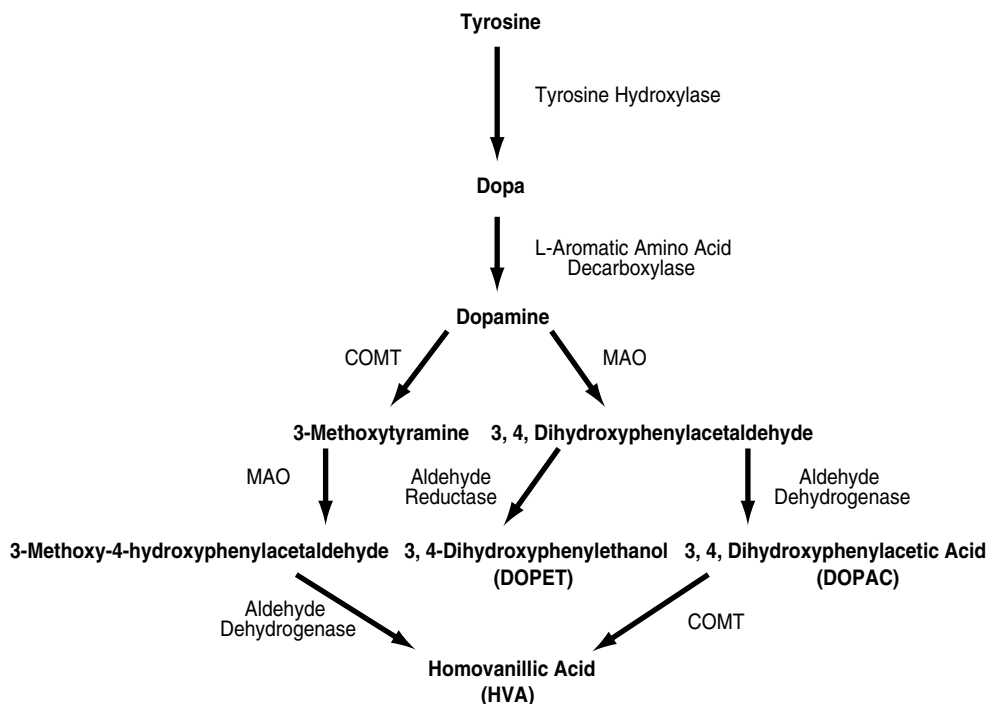 Tyrosine
Tyrosine Hydroxylase
Dopa
L-Aromatic Amino Acid
Decarboxylase
Dopamine
COMT
MAO
3-Methoxytyramine
3, 4, Dihydroxyphenylacetaldehyde
MAO
Aldehyde
Reductase
Aldehyde
Dehydrogenase
3-Methoxy-4-hydroxyphenylacetaldehyde
3, 4-Dihydroxyphenylethanol
(DOPET)
3, 4, Dihydroxyphenylacetic Acid
(DOPAC)
Aldehyde
Dehydrogenase
COMT
Homovanillic Acid
(HVA)